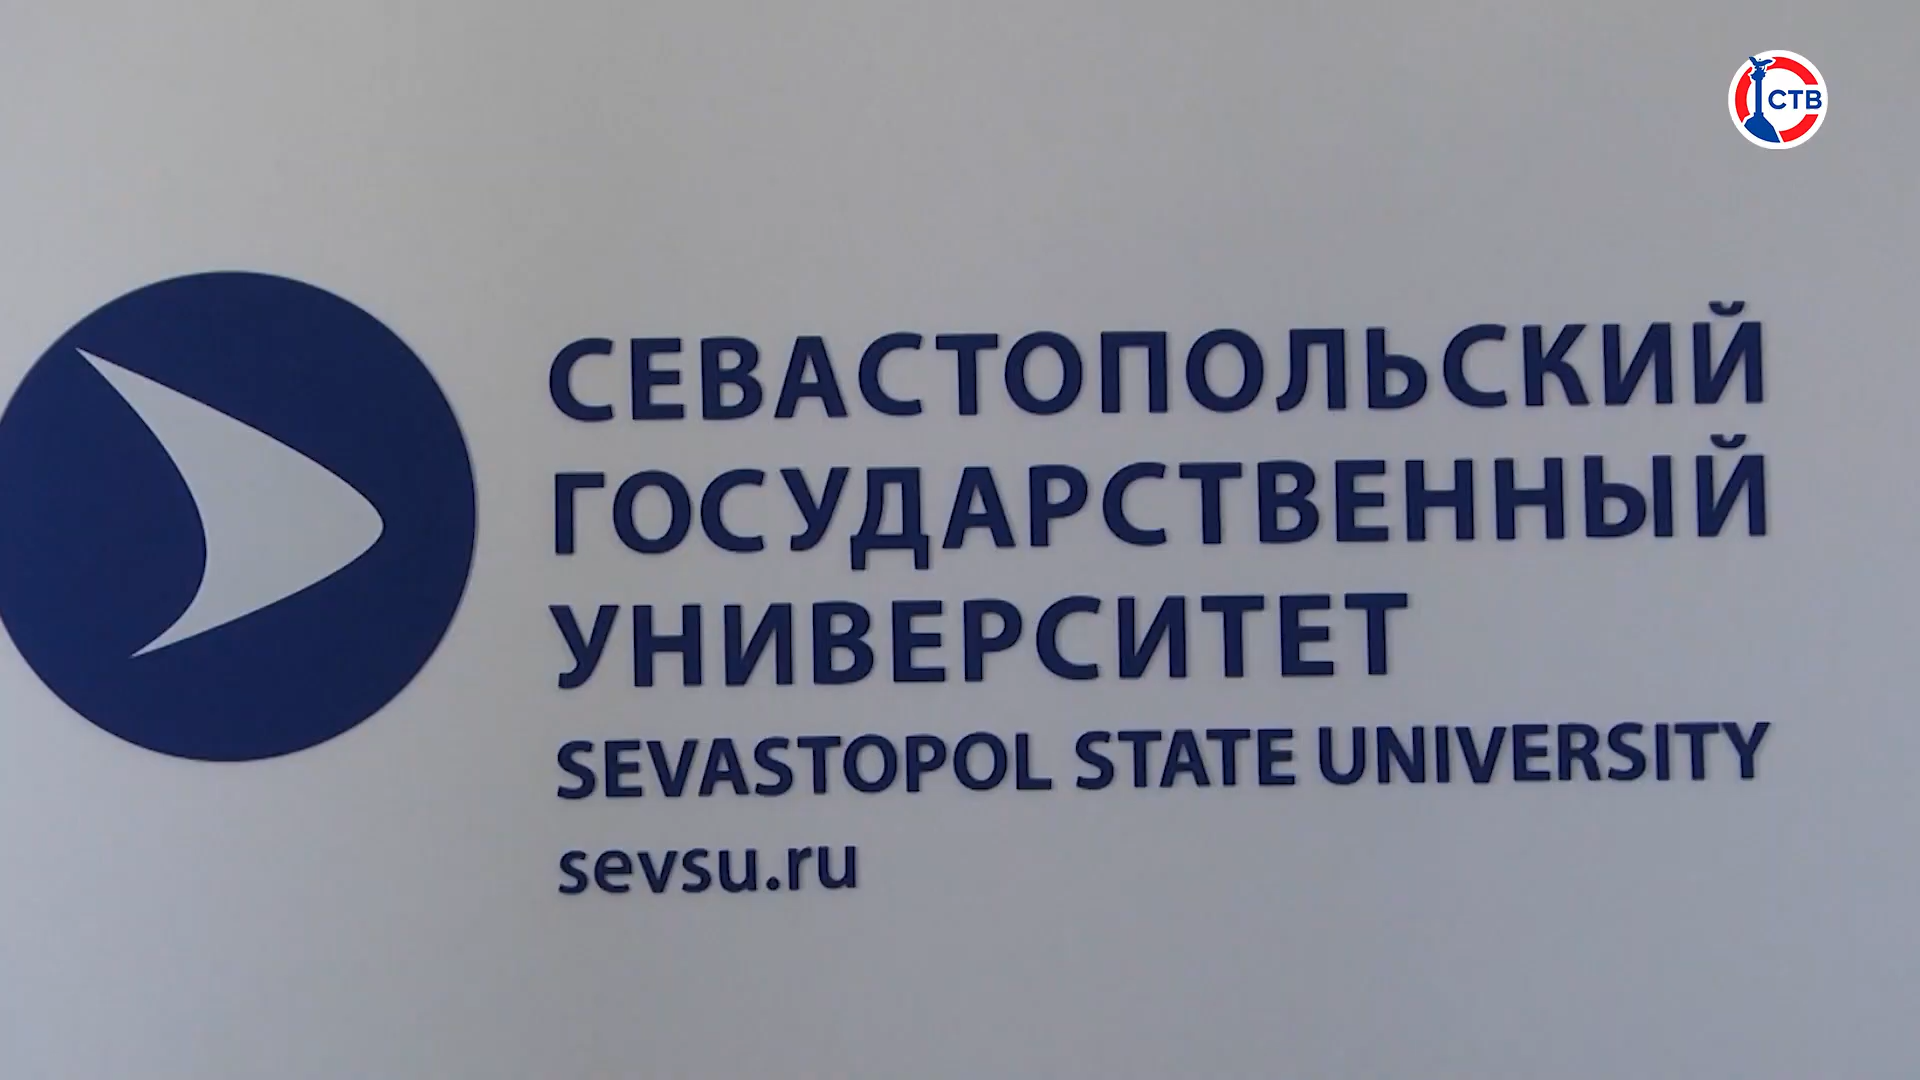 СТВ
СЕВАСТОПОЛЬСКИЙ
ГОСУДАРСТВЕННЫЙ
УНИВЕРСИТЕТ
SEVASTOPOL STATE UNIVERSITY
sevsu.ru